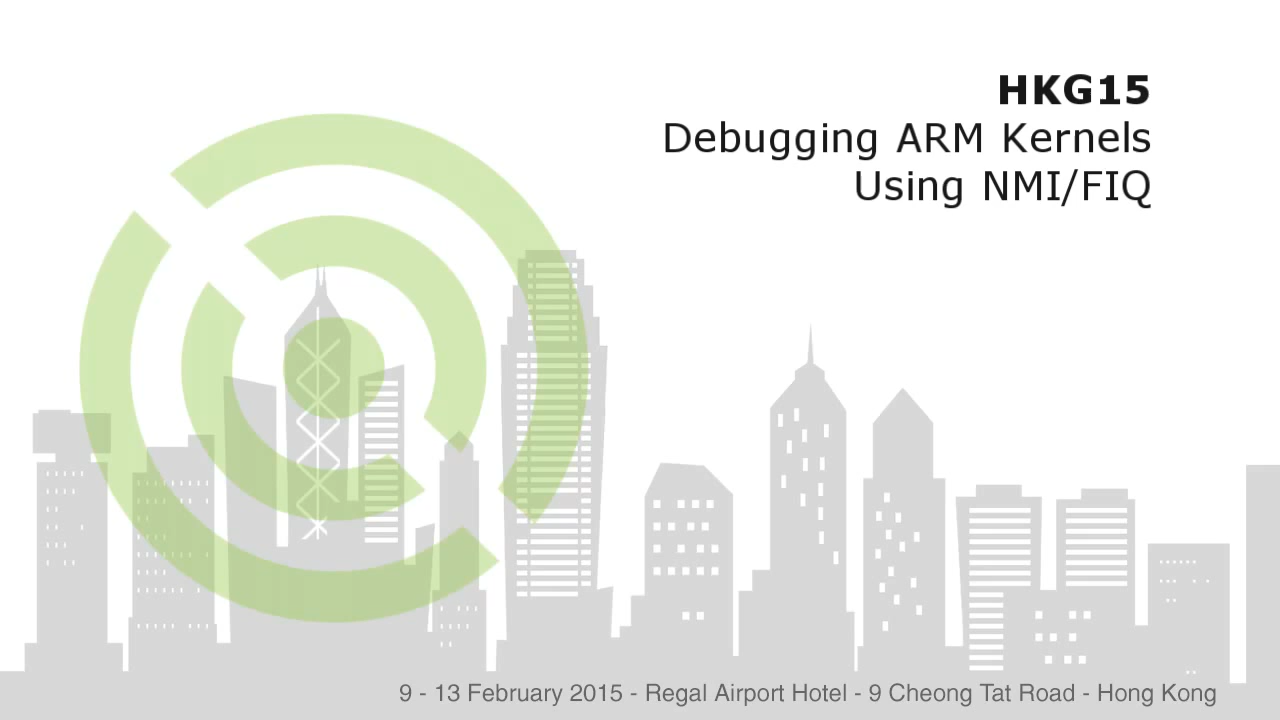 HKG15
Debugging ARM Kernels
Using NMI/FIQ
9 - 13 February 2015 - Regal Airport Hotel - 9 Cheong Tat Road - Hong Kong